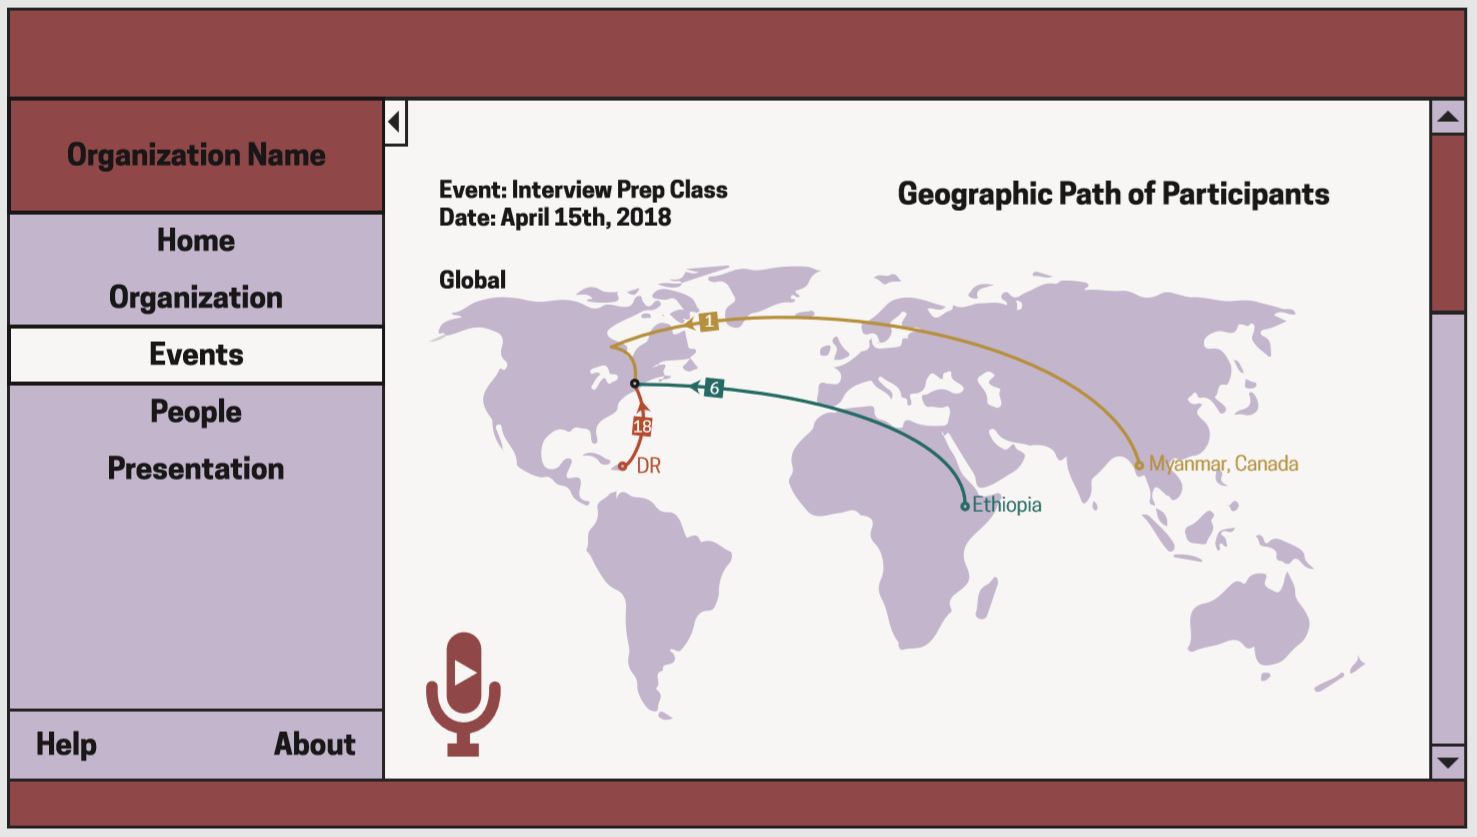 Organization Name
Home
Organization
Events
People
Presentation
Help
About
Event: Interview Prep Class
Date: April 15th, 2018
Geographic Path of Participants
Global
1
6
18
DR
Myanmar, Canada
Ethiopia